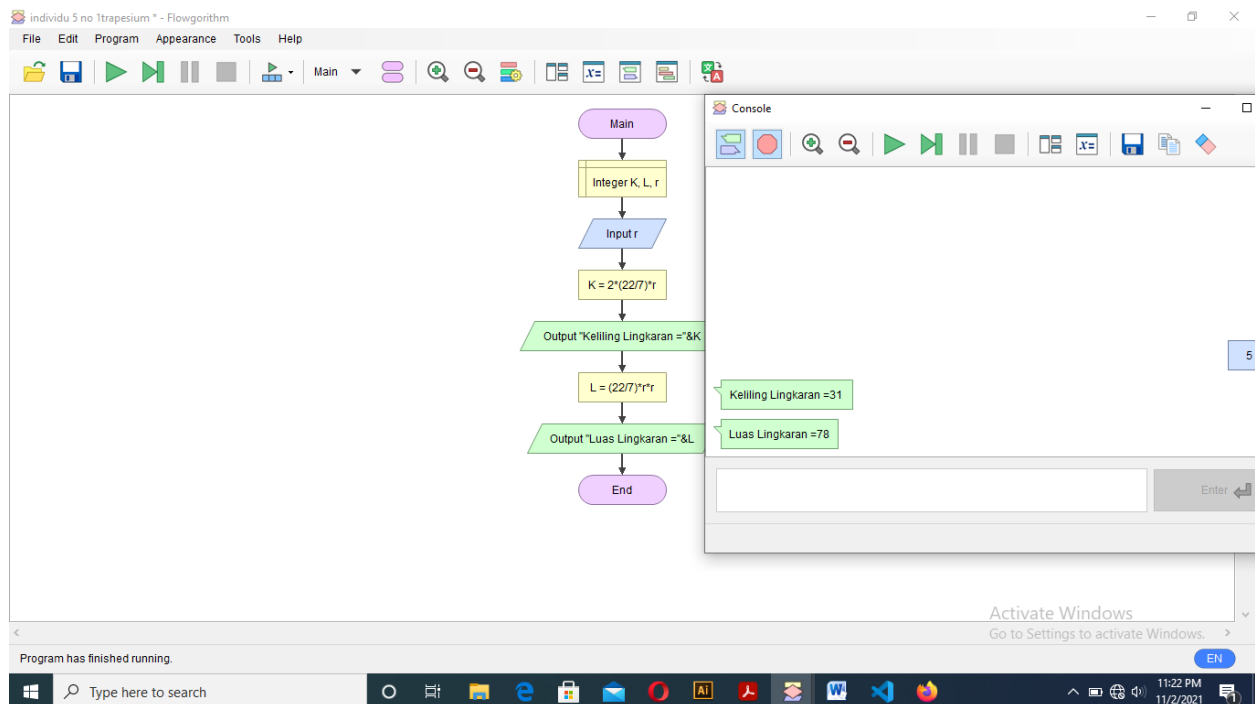 individu 5 no 1trapesium * - Flowgorithm
File Edit Program Appearance Tools Help
Main
x=
Main
Integer K, L, r
Input r
K = 2*(22/7)*r
Output "Keliling Lingkaran ="&K
L = (22/7)*r*r
Output "Luas Lingkaran ="&L
End
Console
x=
5
Keliling Lingkaran =31
Luas Lingkaran =78
Enter
Activate Windows
Go to Settings to activate Windows.
Program has finished running.
EN
Type here to search
Ai
W
11:22 PM
11/2/2021
1